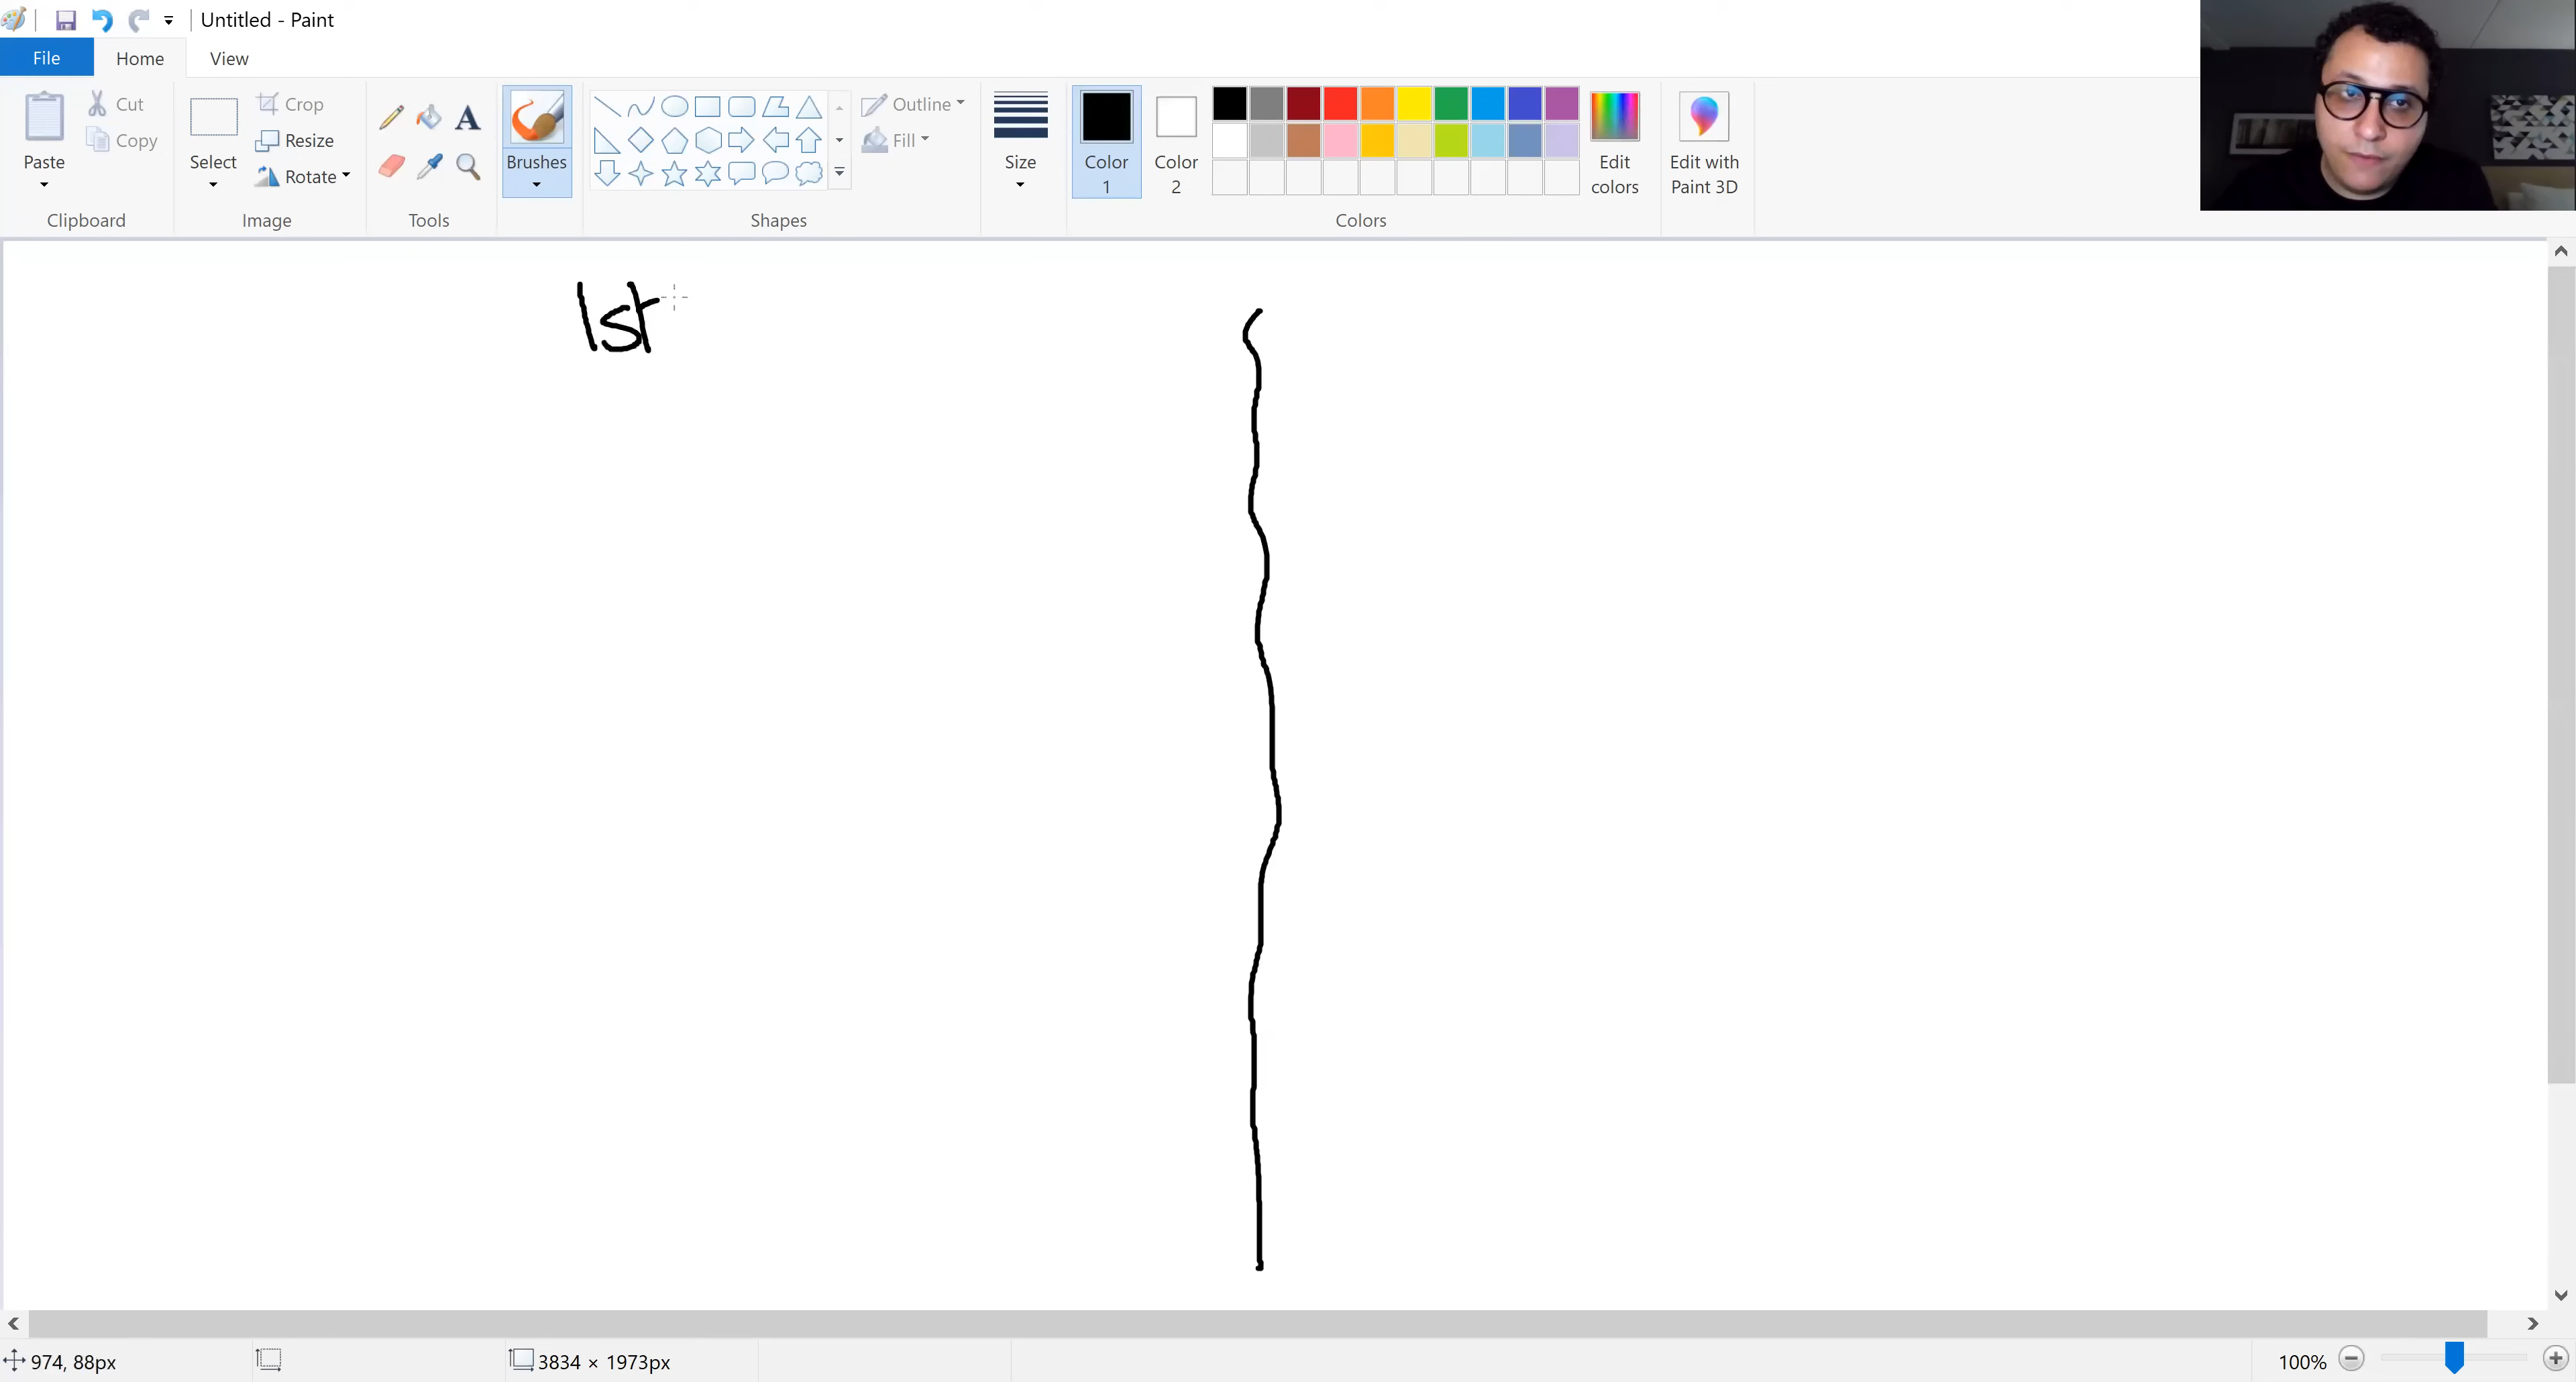 Untitled - Paint
File Home View
Paste
Cut
Copy
Clipboard
Select
Crop
Resize
Rotate
Image
Tools
Brushes
Shapes
Outline
Fill
Size
Color 1
Color 2
Edit colors
Colors
Edit with Paint 3D
1st
974, 88px
3834 × 1973px
100%